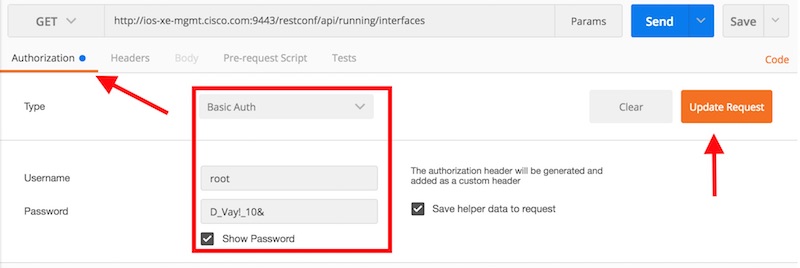 GET http://ios-xe-mgmt.cisco.com:9443/restconf/api/running/interfaces Params Send Save
Authorization Headers Body Pre-request Script Tests Code
Type Basic Auth Clear Update Request
Username root The authorization header will be generated and
added as a custom header
Password D_Vay!_10& Save helper data to request
Show Password